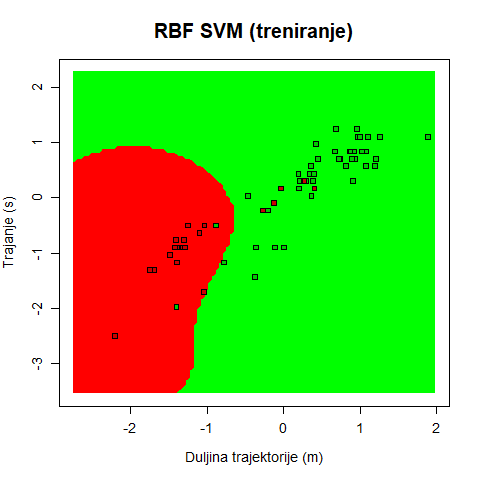 RBF SVM (treniranje)
2
1
0
-1
-2
-3
Trajanje (s)
-2 -1 0 1 2
Duljina trajektorije (m)